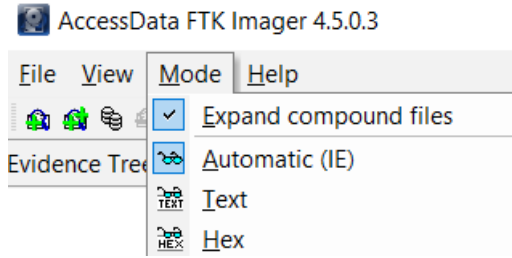 AccessData FTK Imager 4.5.0.3
File View Mode Help
Expand compound files
Evidence Tree
Automatic (IE)
TEXT Text
HEX Hex